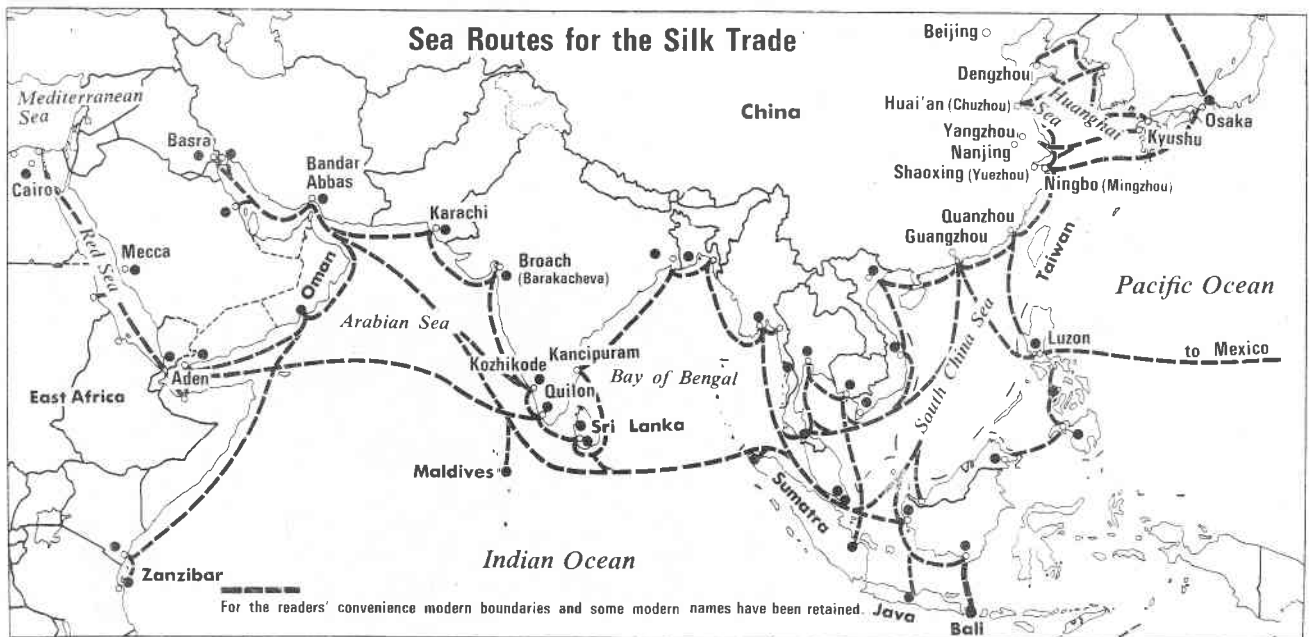 Sea Routes for the Silk Trade
Beijing
Mediterranean
Sea
Dengzhou
China
Huai'an (Chuzhou)
Huanghai
Sea
Osaka
Basra
Yangzhou
Kyushu
Nanjing
Bandar
Abbas
Shaoxing (Yuezhou)
Cairo
Ningbo (Mingzhou)
Karachi
Quanzhou
Guangzhou
Taiwan
Red Sea
Mecca
Broach
(Barakacheva)
Oman
Pacific Ocean
Arabian Sea
Kancipuram
Kozhikode
Luzon
to Mexico
Bay of Bengal
South China Sea
Aden
East Africa
Quilon
Sri Lanka
Maldives
Sumatra
Indian Ocean
Zanzibar
For the readers' convenience modern boundaries and some modern names have been retained.
Java
Bali